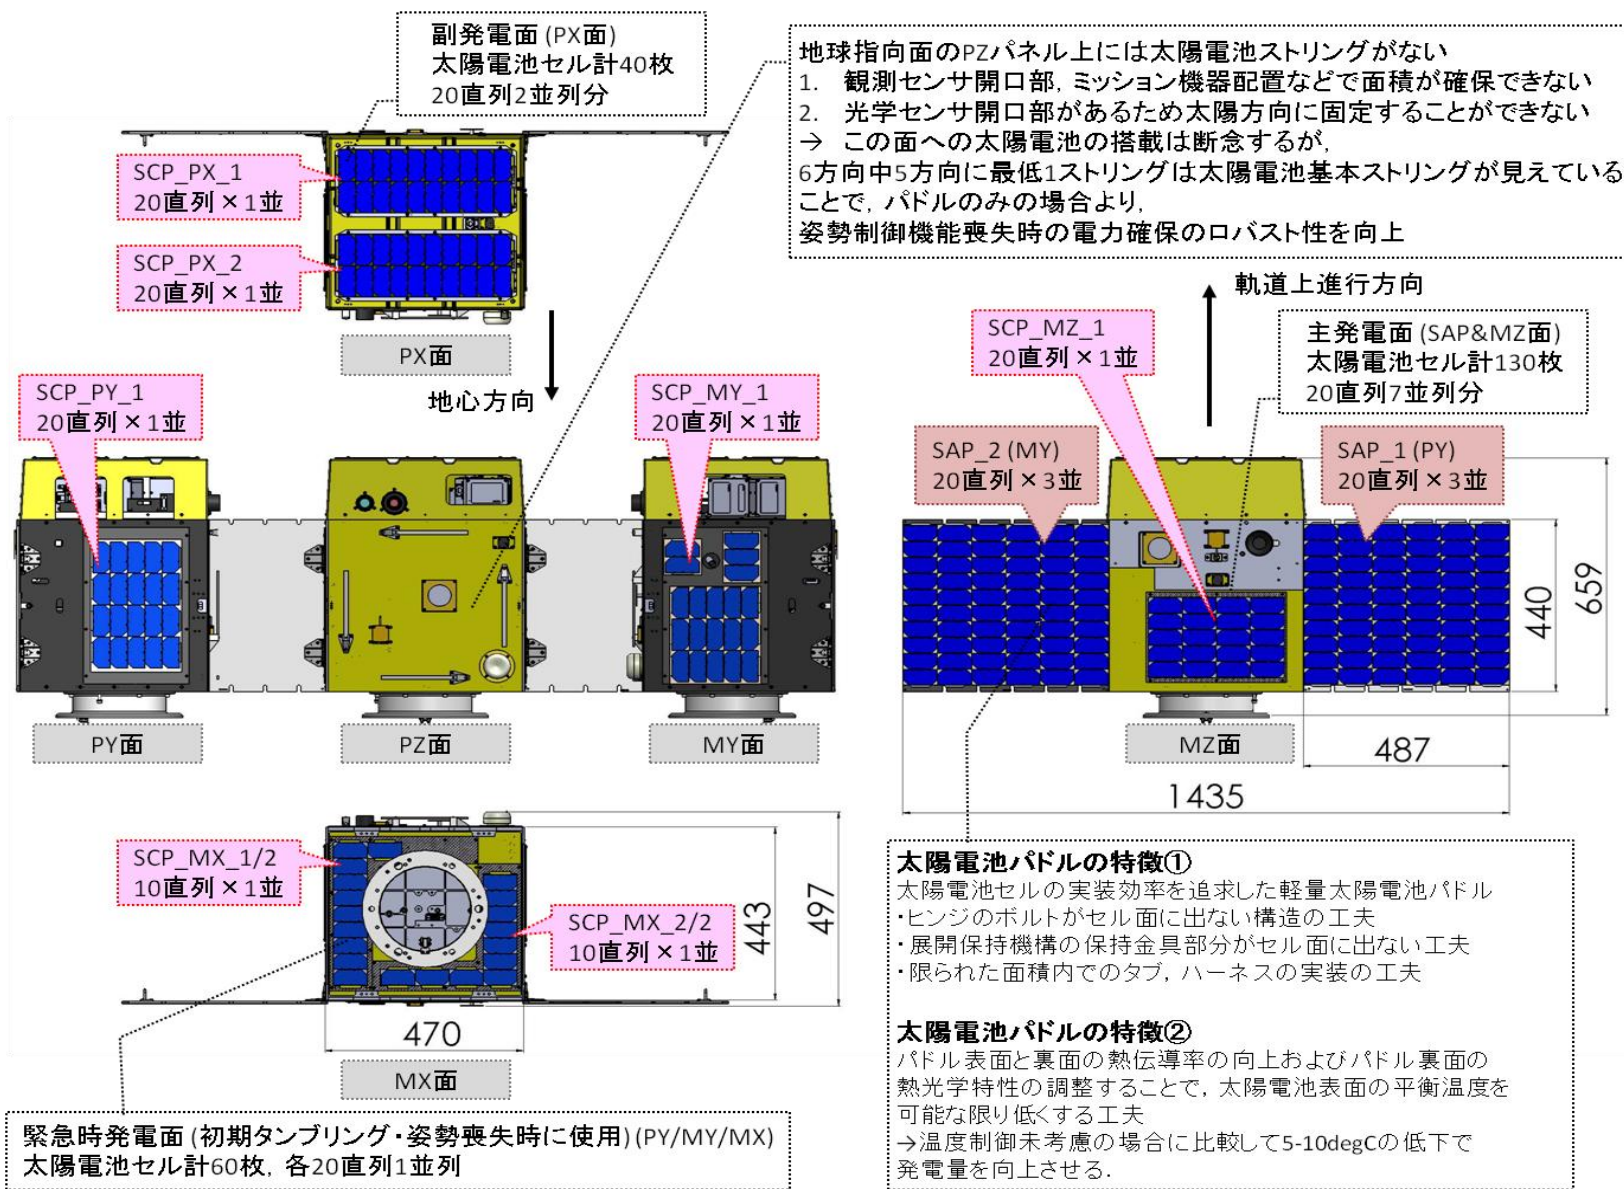 副発電面 (PX面)
太陽電池セル計40枚
20直列2並列分
地球指向面のPZパネル上には太陽電池ストリングがない
1. 観測センサ開口部, ミッション機器配置などで面積が確保できない
2. 光学センサ開口部があるため太陽方向に固定することができない
→ この面への太陽電池の搭載は断念するが,
6方向中5方向に最低1ストリングは太陽電池基本ストリングが見えている
ことで, パドルのみの場合より,
姿勢制御機能喪失時の電力確保のロバスト性を向上
SCP_PX_1
20直列×1並
SCP_PX_2
20直列×1並
PX面
地心方向
軌道上進行方向
SCP_PY_1
20直列×1並
SCP_MY_1
20直列×1並
SCP_MZ_1
20直列×1並
主発電面 (SAP&MZ面)
太陽電池セル計130枚
20直列7並列分
SAP_2 (MY)
20直列×3並
SAP_1 (PY)
20直列×3並
440
659
PY面
PZ面
MY面
MZ面
487
1435
SCP_MX_1/2
10直列×1並
SCP_MX_2/2
10直列×1並
443
497
470
MX面
太陽電池パドルの特徴①
太陽電池セルの実装効率を追求した軽量太陽電池パドル
・ヒンジのボルトがセル面に出ない構造の工夫
・展開保持機構の保持金具部分がセル面に出ない工夫
・限られた面積内でのタブ, ハーネスの実装の工夫
太陽電池パドルの特徴②
パドル表面と裏面の熱伝導率の向上およびパドル裏面の
熱光学特性の調整することで, 太陽電池表面の平衡温度を
可能な限り低くする工夫
→温度制御未考慮の場合に比較して5-10degCの低下で
発電量を向上させる.
緊急時発電面 (初期タンブリング・姿勢喪失時に使用) (PY/MY/MX)
太陽電池セル計60枚, 各20直列1並列